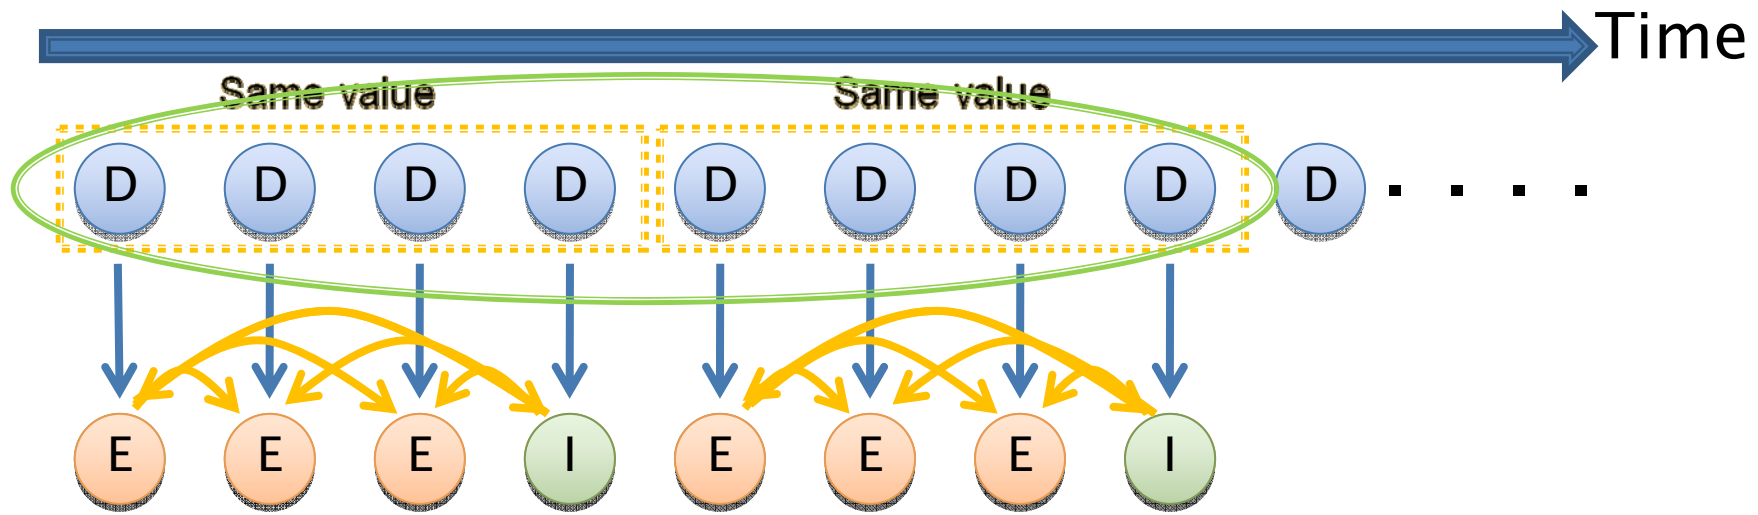 Time
Same value Same value
D D D D D D D D D . . . .
E E E I E E E I